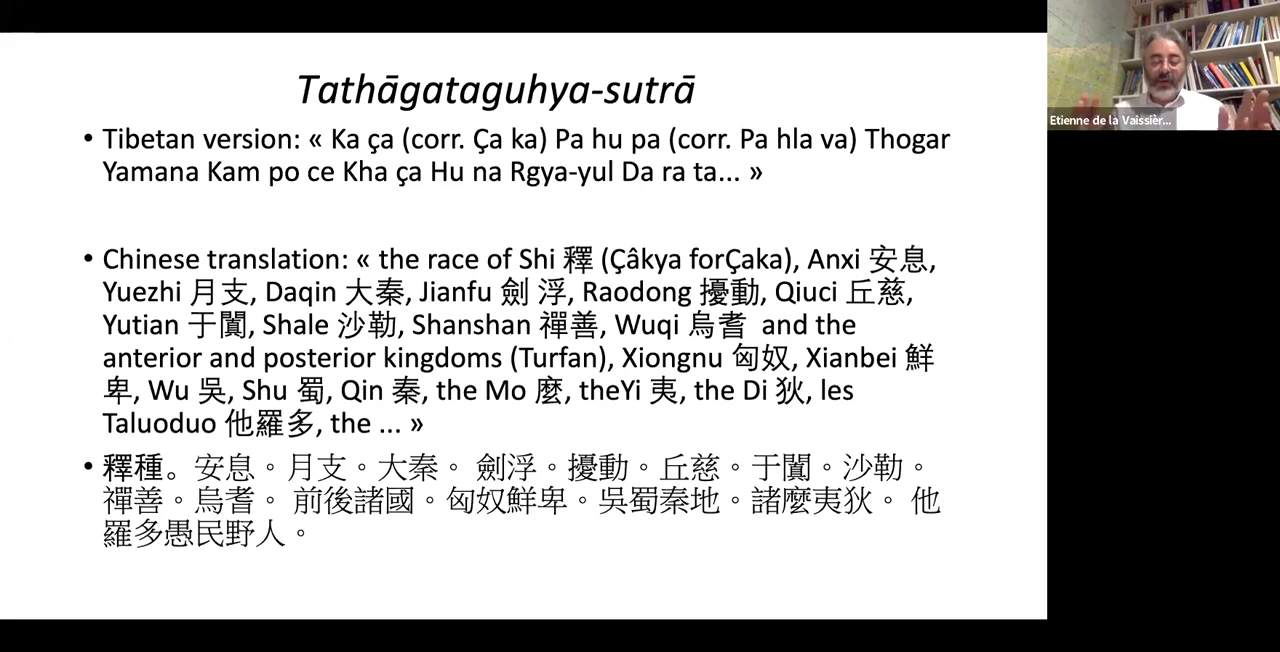 Tathāgataguhya-sutrā
• Tibetan version: « Ka ça (corr. Ça ka) Pa hu pa (corr. Pa hla va) Thogar
Yamana Kam po ce Kha ça Hu na Rgya-yul Da ra ta... »
• Chinese translation: « the race of Shi 釋 (Çâkya forÇaka), Anxi 安息,
Yuezhi 月支, Daqin 大秦, Jianfu 劍 浮, Raodong 擾動, Qiuci 丘慈,
Yutian 于闐, Shale 沙勒, Shanshan 禪善, Wuqi 烏耆 and the
anterior and posterior kingdoms (Turfan), Xiongnu 匈奴, Xianbei 鮮
卑, Wu 吳, Shu 蜀, Qin 秦, the Mo 麼, theYi 夷, the Di 狄, les
Taluoduo 他羅多, the ... »
• 釋種。安息。月支。大秦。 劍浮。擾動。丘慈。于闐。沙勒。
禪善。烏耆。 前後諸國。匈奴鮮卑。吳蜀秦地。諸麼夷狄。 他
羅多愚民野人。
Etienne de la Vaissièr...